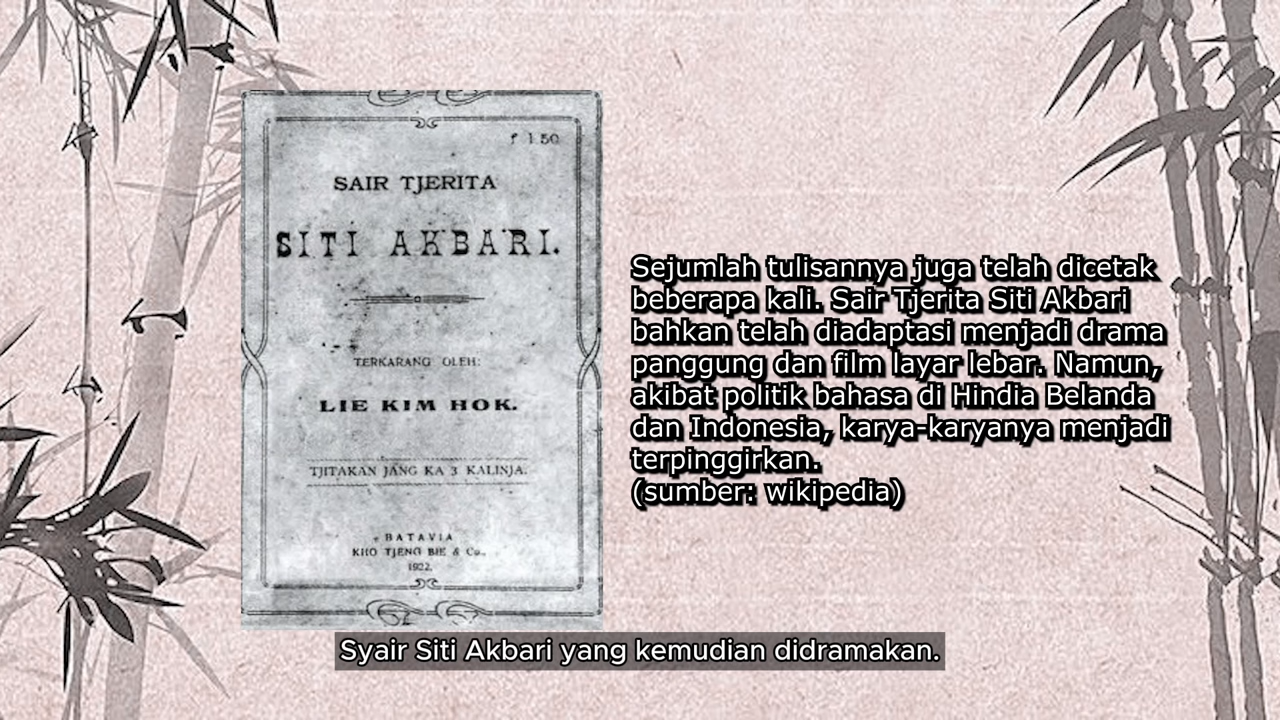 f 1.50
SAIR TJERITA
SITI AKBARI.
TERKARANG OLEH:
LIE KIM HOK.
TJITAKAN JANG KA 3 KALINJA.
BATAVIA
KHO TJENG BIE & Co.,
1922.
Sejumlah tulisannya juga telah dicetak
beberapa kali. Sair Tjerita Siti Akbari
bahkan telah diadaptasi menjadi drama
panggung dan film layar lebar. Namun,
akibat politik bahasa di Hindia Belanda
dan Indonesia, karya-karyanya menjadi
terpinggirkan.
(sumber: wikipedia)
Syair Siti Akbari yang kemudian didramakan.